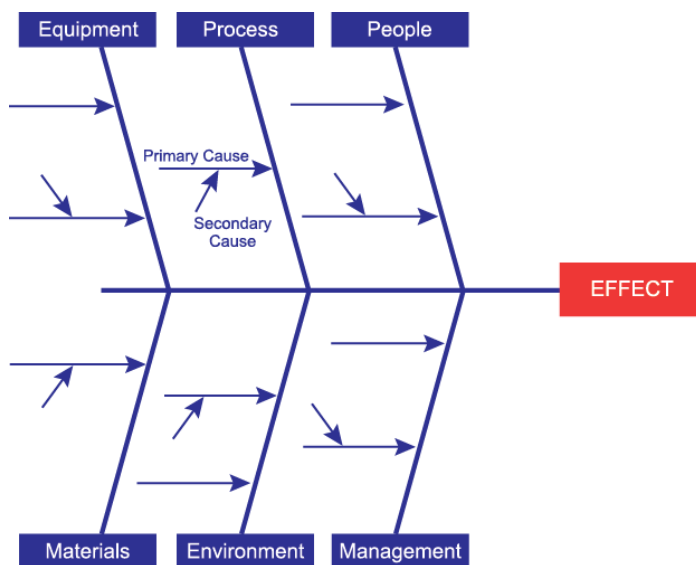 Equipment
Process
People
Primary Cause
Secondary
Cause
EFFECT
Materials
Environment
Management